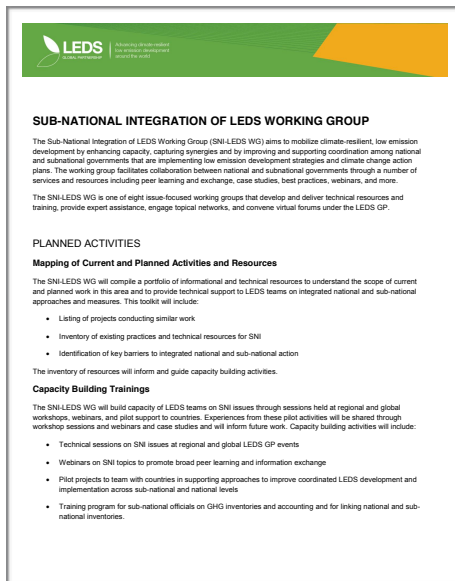 LEDS
GLOBAL PARTNERSHIP
Advancing climate-resilient
low emission development
around the world
SUB-NATIONAL INTEGRATION OF LEDS WORKING GROUP
The Sub-National Integration of LEDS Working Group (SNI-LEDS WG) aims to mobilize climate-resilient, low emission
development by enhancing capacity, capturing synergies and by improving and supporting coordination among national
and subnational governments that are implementing low emission development strategies and climate change action
plans. The working group facilitates collaboration between national and subnational governments through a number of
services and resources including peer learning and exchange, case studies, best practices, webinars, and more.
The SNI-LEDS WG is one of eight issue-focused working groups that develop and deliver technical resources and
training, provide expert assistance, engage topical networks, and convene virtual forums under the LEDS GP.
PLANNED ACTIVITIES
Mapping of Current and Planned Activities and Resources
The SNI-LEDS WG will compile a portfolio of informational and technical resources to understand the scope of current
and planned work in this area and to provide technical support to LEDS teams on integrated national and sub-national
approaches and measures. This toolkit will include:
• Listing of projects conducting similar work
• Inventory of existing practices and technical resources for SNI
• Identification of key barriers to integrated national and sub-national action
The inventory of resources will inform and guide capacity building activities.
Capacity Building Trainings
The SNI-LEDS WG will build capacity of LEDS teams on SNI issues through sessions held at regional and global
workshops, webinars, and pilot support to countries. Experiences from these pilot activities will be shared through
workshop sessions and webinars and case studies and will inform future work. Capacity building activities will include:
• Technical sessions on SNI issues at regional and global LEDS GP events
• Webinars on SNI topics to promote broad peer learning and information exchange
• Pilot projects to team with countries in supporting approaches to improve coordinated LEDS development and
implementation across sub-national and national levels
• Training program for sub-national officials on GHG inventories and accounting and for linking national and sub-
national inventories.